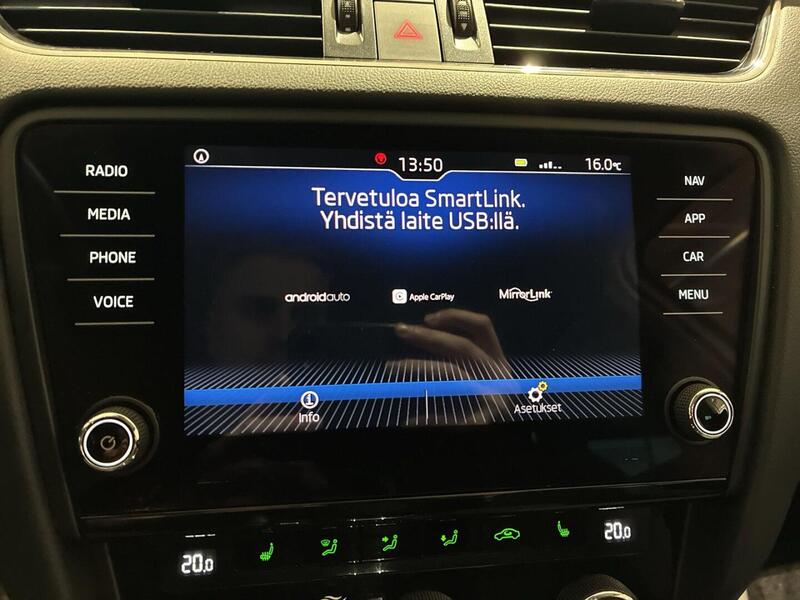 RADIO
MEDIA
PHONE
VOICE
13:50
16.0°C
Tervetuloa SmartLink.
Yhdistä laite USB:llä.
androidauto
Apple CarPlay
MirrorLink
Info
Asetukset
NAV
APP
CAR
MENU
20.0
20.0